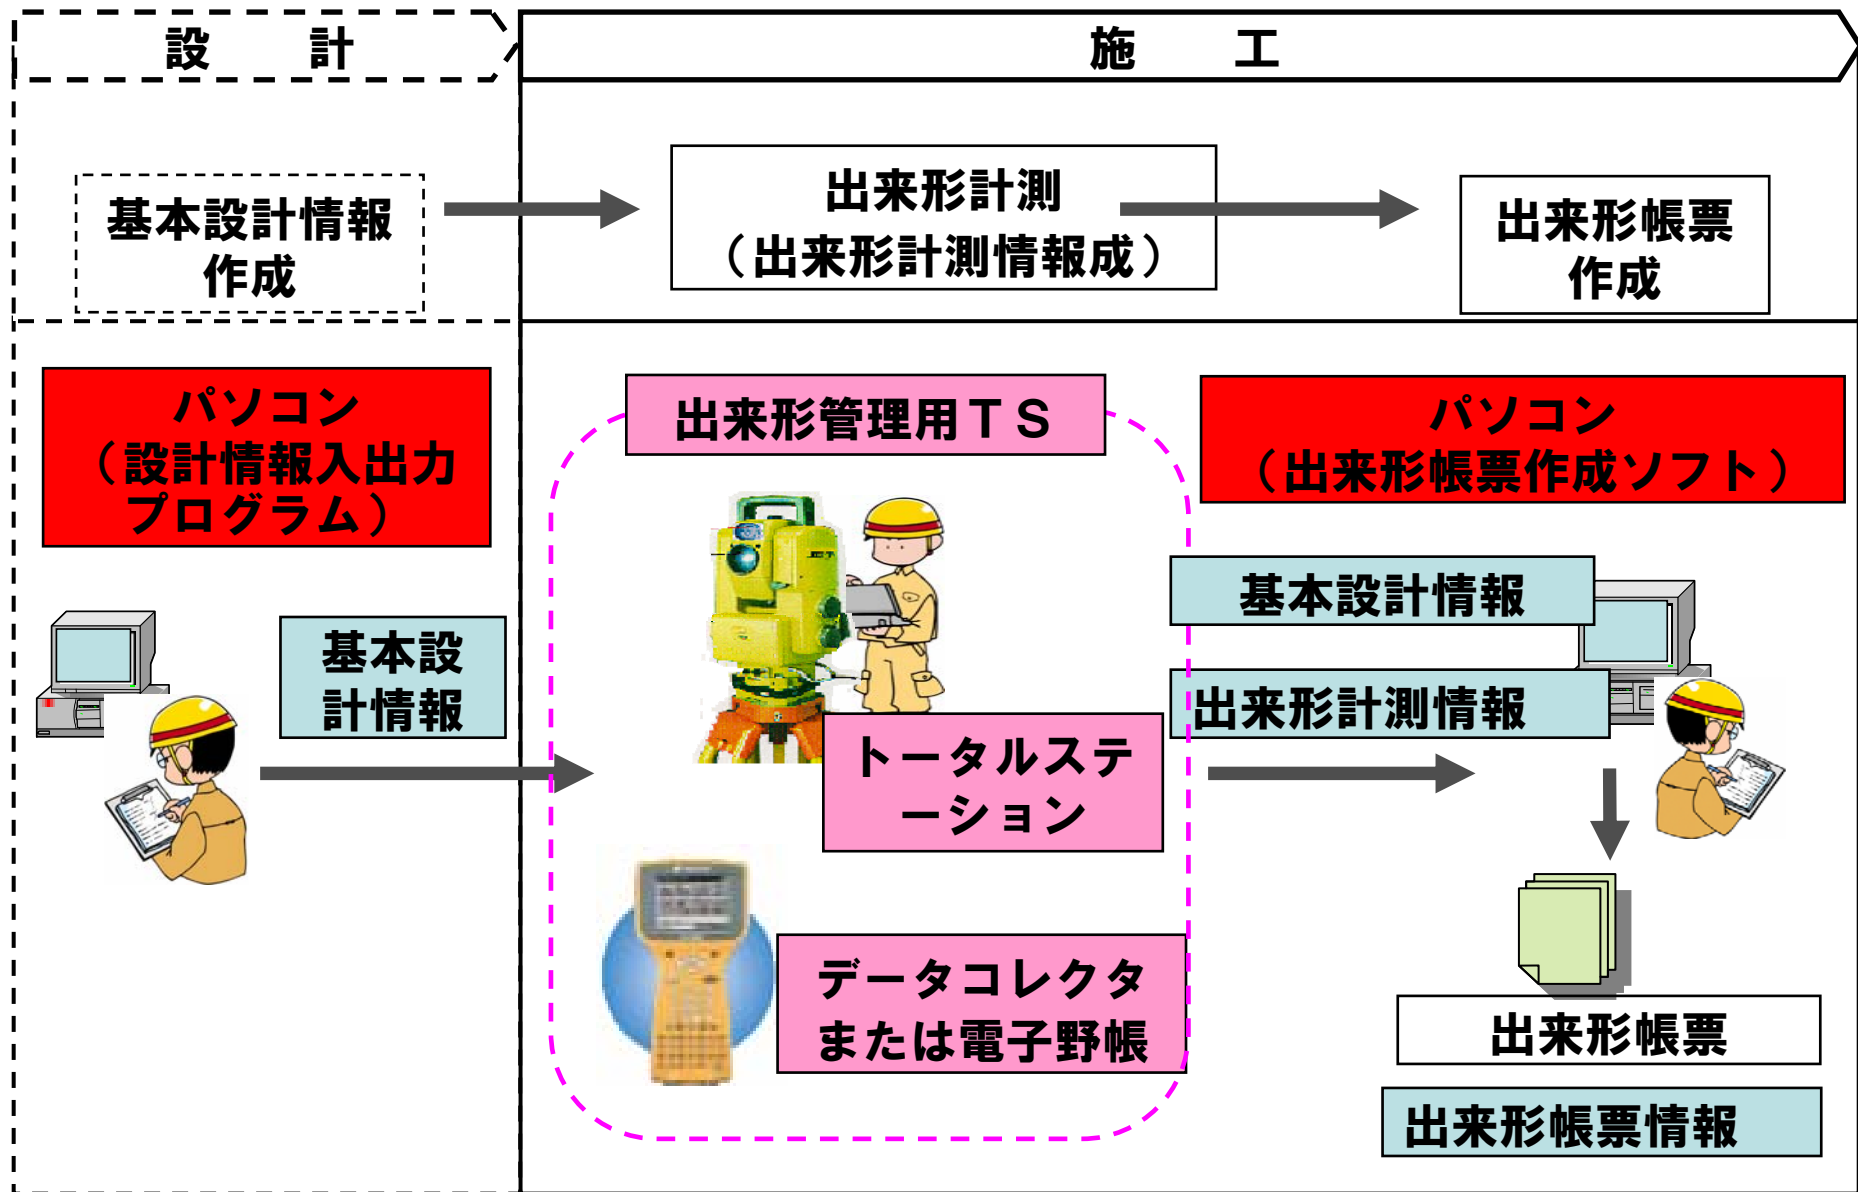 設　計
施　工
基本設計情報
作成
出来形計測
（出来形計測情報成）
出来形帳票
作成
パソコン
（設計情報入出力
プログラム）
出来形管理用ＴＳ
パソコン
（出来形帳票作成ソフト）
基本設
計情報
トータルステ
ーション
データコレクタ
または電子野帳
基本設計情報
出来形計測情報
出来形帳票
出来形帳票情報